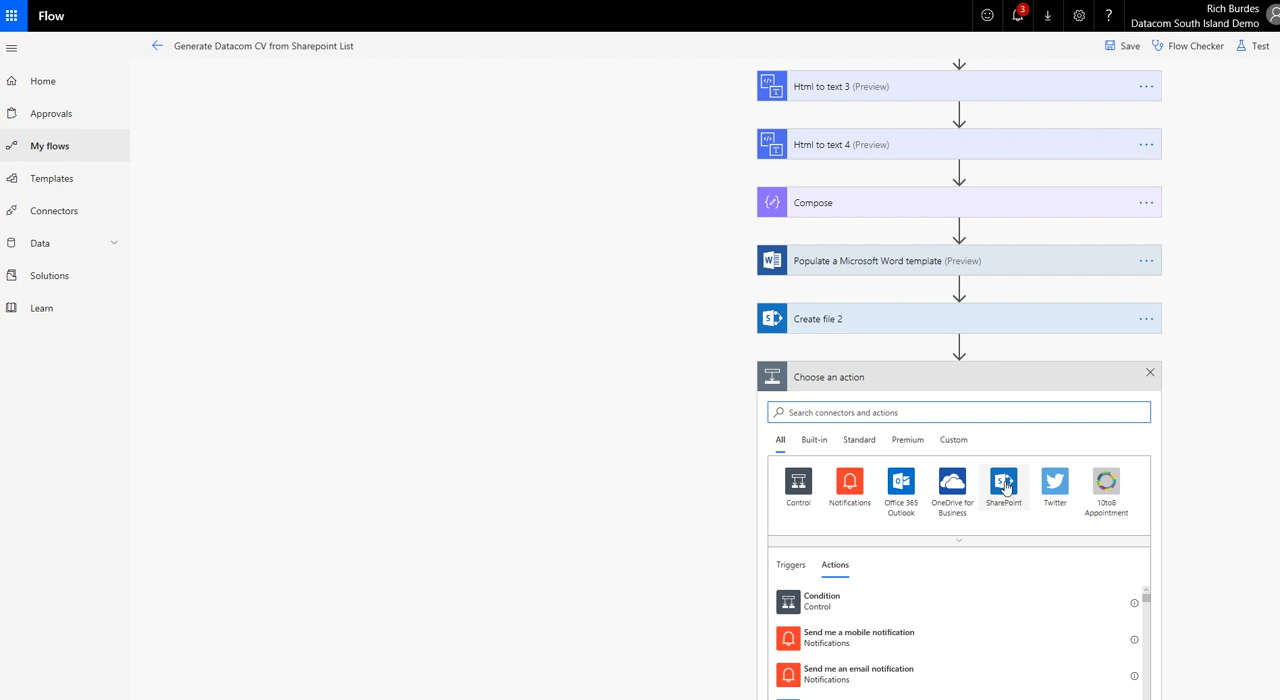 Flow
3
?
Rich Burdes
Datacom South Island Demo
Generate Datacom CV from Sharepoint List
Save
Flow Checker
Test
Home
Approvals
My flows
Templates
Connectors
Data
Solutions
Learn
Html to text 3 (Preview)
Html to text 4 (Preview)
Compose
Populate a Microsoft Word template (Preview)
Create file 2
Choose an action
Search connectors and actions
All Built-in Standard Premium Custom
Control
Notifications
Office 365
Outlook
OneDrive for
Business
SharePoint
Twitter
10to8
Appointment
Triggers Actions
Condition
Control
Send me a mobile notification
Notifications
Send me an email notification
Notifications